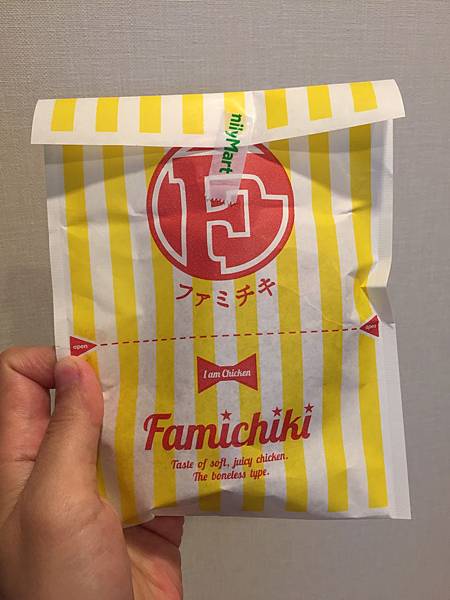 milyMart
F
ファミチキ
open open
I am Chicken
Famichiki
Taste of soft, juicy chicken.
The boneless type.